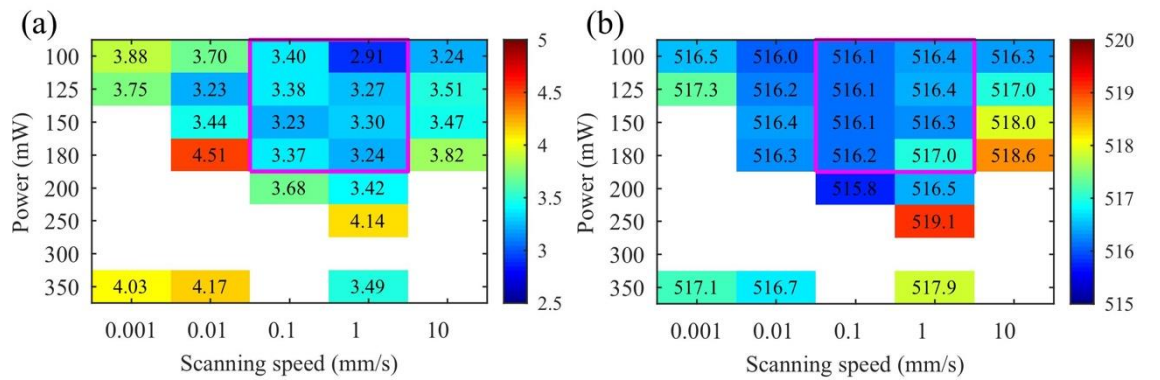 (a)
(b)
Power (mW)
100 3.88 3.70 3.40 2.91 3.24
125 3.75 3.23 3.38 3.27 3.51
150 3.44 3.23 3.30 3.47
180 4.51 3.37 3.24 3.82
200 3.68 3.42
250 4.14
300
350 4.03 4.17 3.49
0.001 0.01 0.1 1 10
Scanning speed (mm/s)
5
4.5
4
3.5
3
2.5
Power (mW)
100 516.5 516.0 516.1 516.4 516.3
125 517.3 516.2 516.1 516.4 517.0
150 516.4 516.1 516.3 518.0
180 516.3 516.2 517.0 518.6
200 515.8 516.5
250 519.1
300
350 517.1 516.7 517.9
0.001 0.01 0.1 1 10
Scanning speed (mm/s)
520
519
518
517
516
515